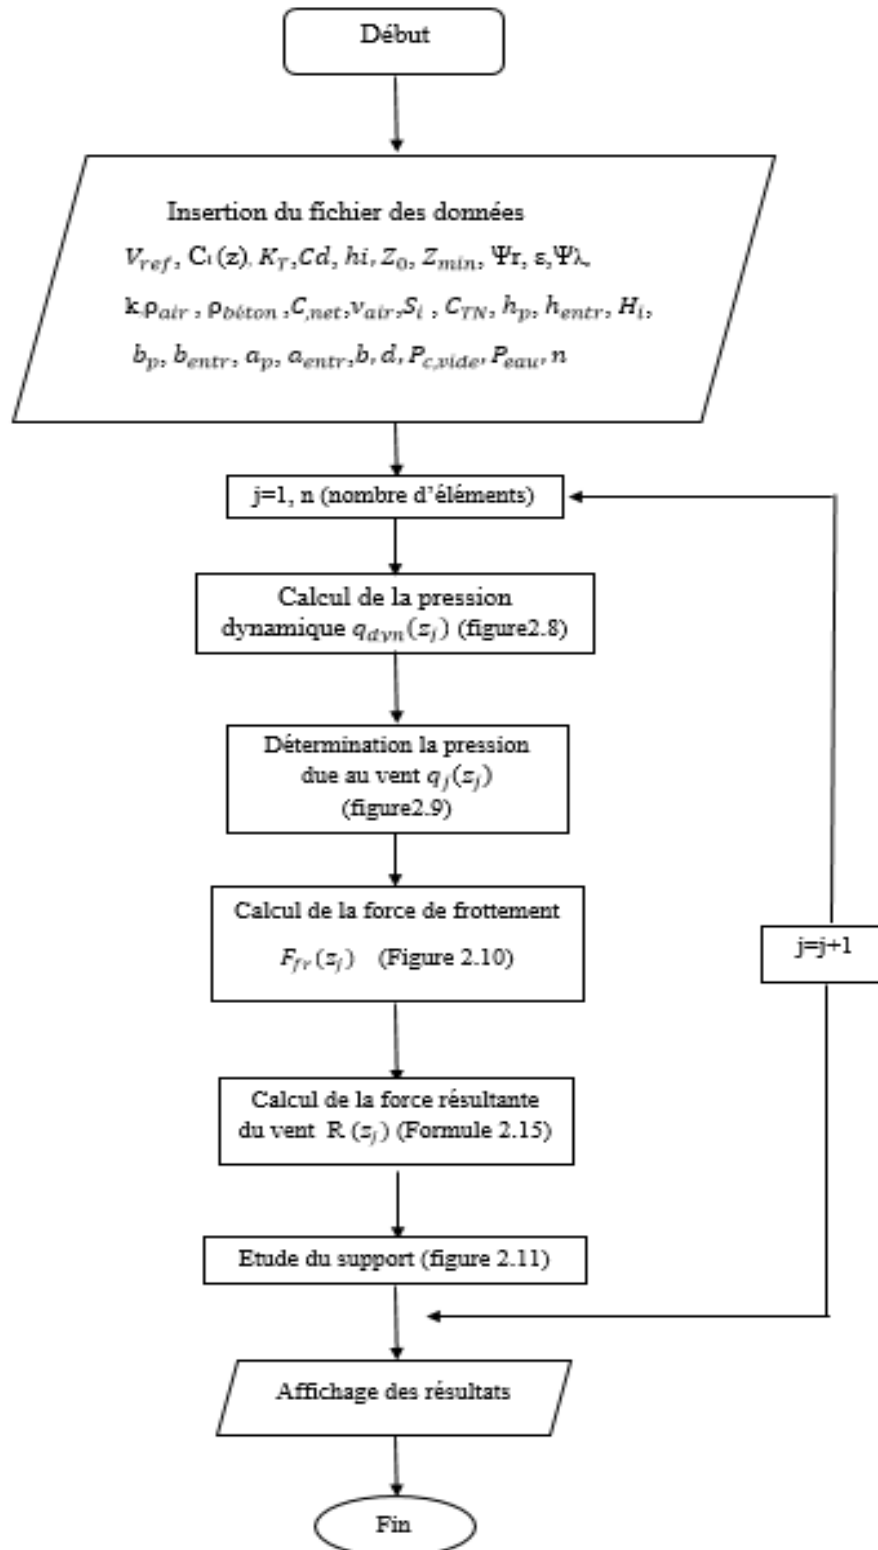 Début
Insertion du fichier des données
V_ref, Cₜ(z), K_T, Cd, hi, Z_0, Z_min, Ψr, ε, Ψλ,
k, ρ_air, ρ_béton, C,net, v_air, S_i, C_TN, h_p, h_entr, H_i,
b_p, b_entr, a_p, a_entr, b, d, P_c,vide, P_eau, n
j=1, n (nombre d'éléments)
Calcul de la pression
dynamique q_dyn(z_j) (figure2.8)
Détermination la pression
due au vent q_j(z_j)
(figure2.9)
Calcul de la force de frottement
F_fr(z_j) (Figure 2.10)
j=j+1
Calcul de la force résultante
du vent R (z_j) (Formule 2.15)
Etude du support (figure 2.11)
Affichage des résultats
Fin